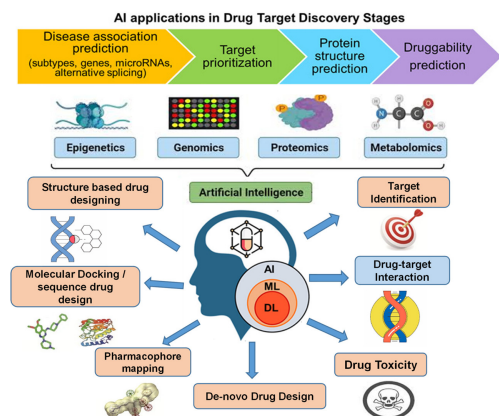 AI applications in Drug Target Discovery Stages
Disease association
prediction
(subtypes, genes, microRNAs,
alternative splicing)
Target
prioritization
Protein
structure
prediction
Druggability
prediction
P
P
H
H
N
H
C
H
C
O
O
H
Epigenetics
Genomics
Proteomics
Metabolomics
Structure based drug
designing
Artificial Intelligence
Target
Identification
Molecular Docking /
sequence drug
design
AI
ML
DL
Drug-target
Interaction
Pharmacophore
mapping
De-novo Drug Design
Drug Toxicity